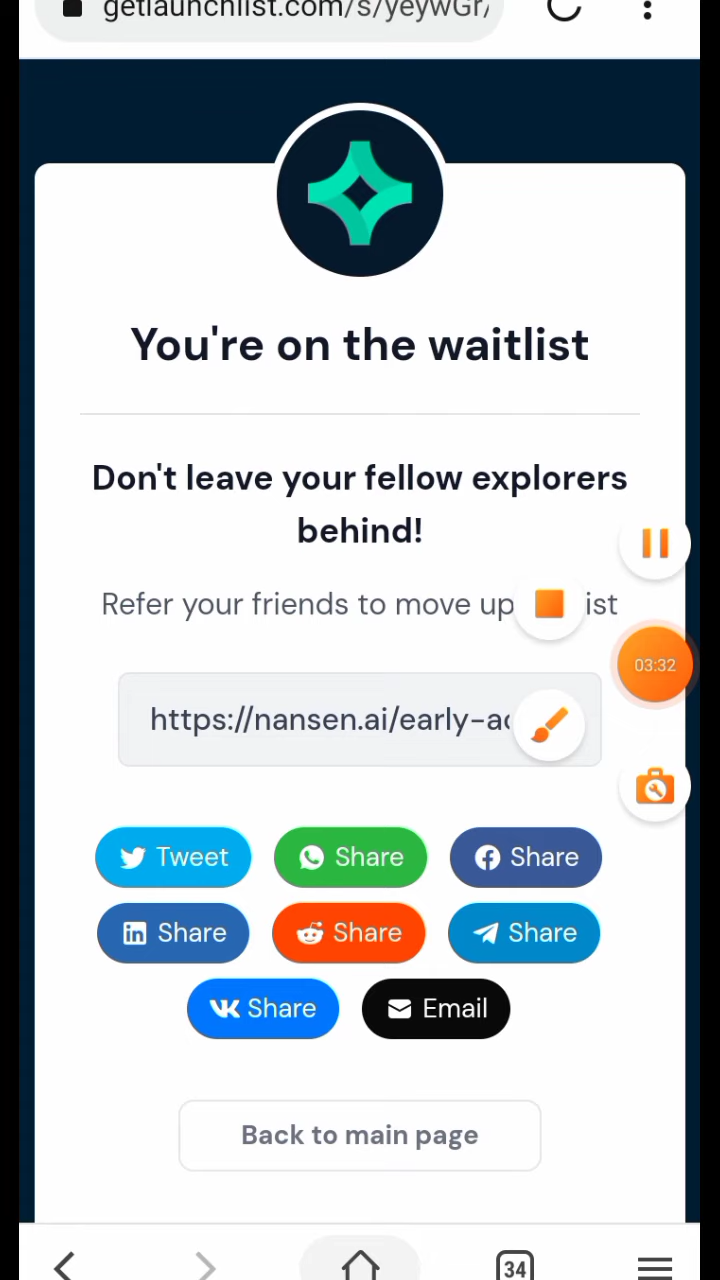 getlaunchlist.com/s/yeywGr/
You're on the waitlist
Don't leave your fellow explorers
behind!
Refer your friends to move up ist
03:32
https://nansen.ai/early-ac
Tweet
Share
Share
Share
Share
Share
Share
Email
Back to main page
34